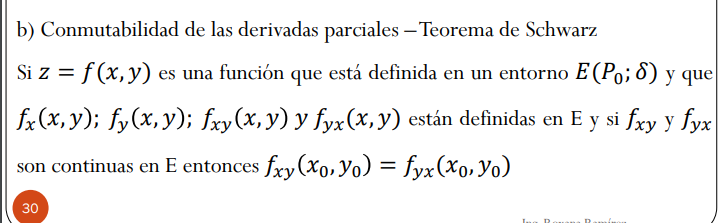 b) Conmutabilidad de las derivadas parciales – Teorema de Schwarz
Si z = f(x, y) es una función que está definida en un entorno E(P₀; δ) y que
fₓ(x, y); f_y(x, y); f_xy(x, y) y f_yx(x, y) están definidas en E y si f_xy y f_yx
son continuas en E entonces f_xy(x₀, y₀) = f_yx(x₀, y₀)
30